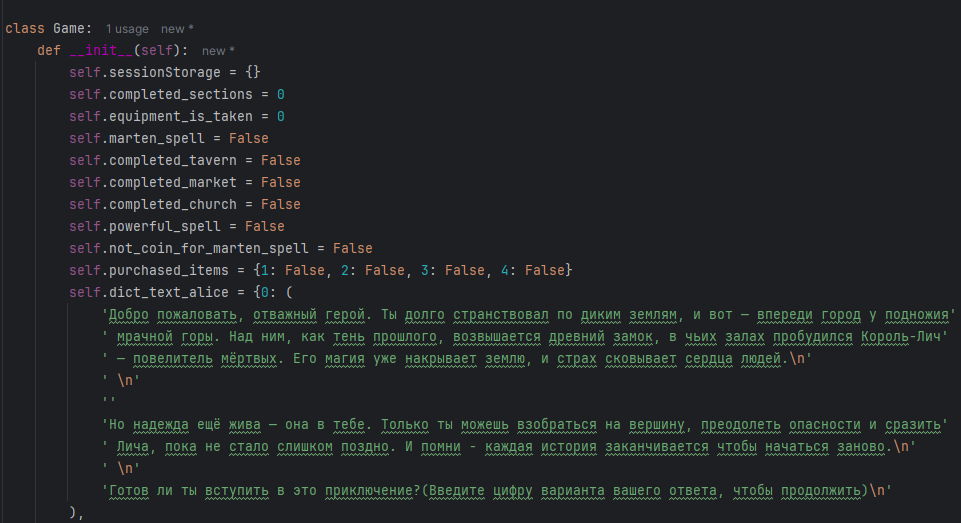 class Game:  1 usage  new *
    def __init__(self):  new *
        self.sessionStorage = {}
        self.completed_sections = 0
        self.equipment_is_taken = 0
        self.marten_spell = False
        self.completed_tavern = False
        self.completed_market = False
        self.completed_church = False
        self.powerful_spell = False
        self.not_coin_for_marten_spell = False
        self.purchased_items = {1: False, 2: False, 3: False, 4: False}
        self.dict_text_alice = {0: (
            'Добро пожаловать, отважный герой. Ты долго странствовал по диким землям, и вот — впереди город у подножия'
            ' мрачной горы. Над ним, как тень прошлого, возвышается древний замок, в чьих залах пробудился Король-Лич'
            ' — повелитель мёртвых. Его магия уже накрывает землю, и страх сковывает сердца людей.\n'
            ' \n'
            ''
            'Но надежда ещё жива — она в тебе. Только ты можешь взобраться на вершину, преодолеть опасности и сразить'
            ' Лича, пока не стало слишком поздно. И помни - каждая история заканчивается чтобы начаться заново.\n'
            ' \n'
            'Готов ли ты вступить в это приключение?(Введите цифру варианта вашего ответа, чтобы продолжить)\n'
        ),